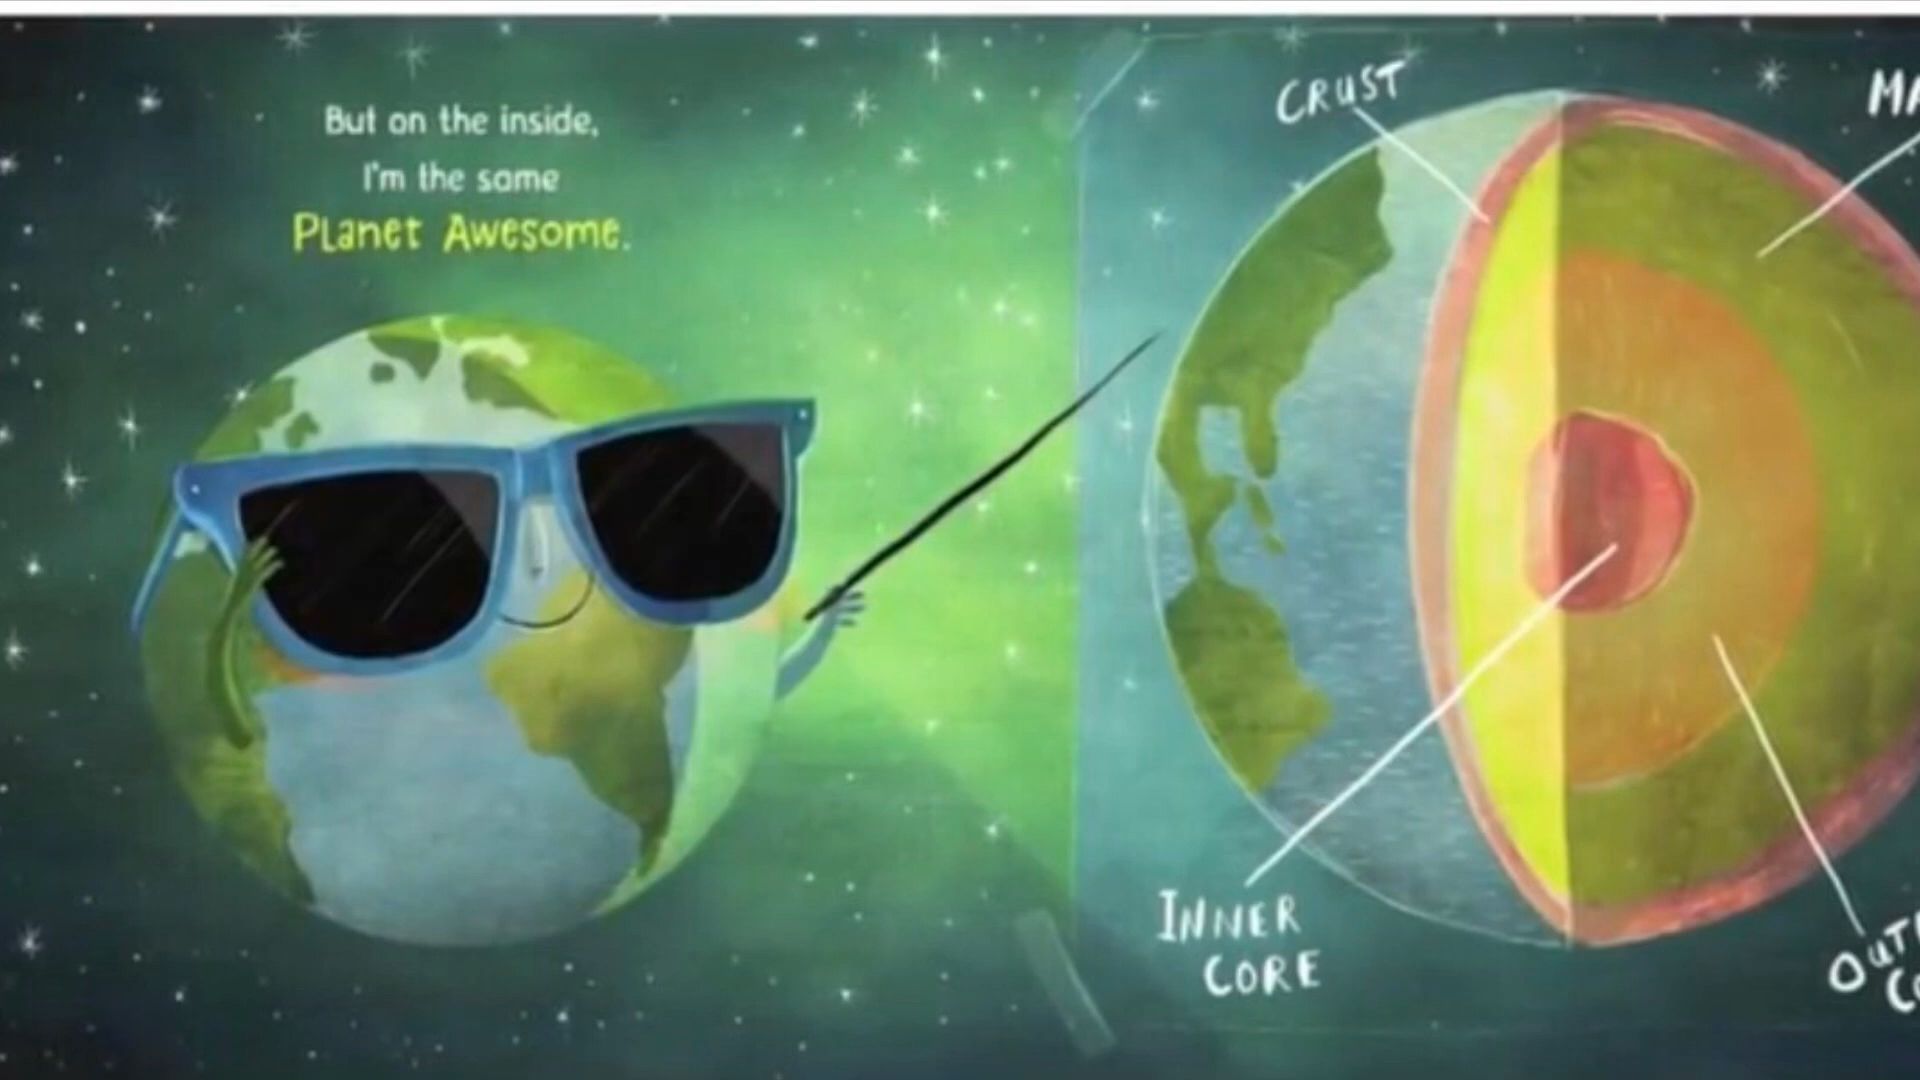 But on the inside,
I'm the same
Planet Awesome.
CRUST
INNER
CORE